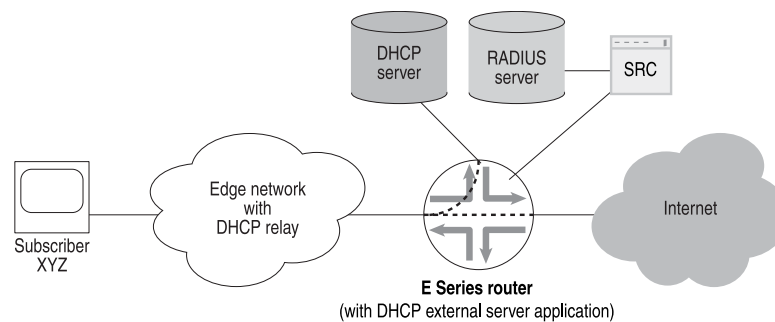 DHCP
server
RADIUS
server
SRC
Edge network
with
DHCP relay
Internet
Subscriber
XYZ
E Series router
(with DHCP external server application)